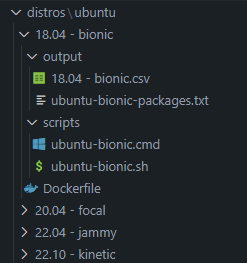 distros\ubuntu
18.04 - bionic
output
18.04 - bionic.csv
ubuntu-bionic-packages.txt
scripts
ubuntu-bionic.cmd
ubuntu-bionic.sh
Dockerfile
20.04 - focal
22.04 - jammy
22.10 - kinetic